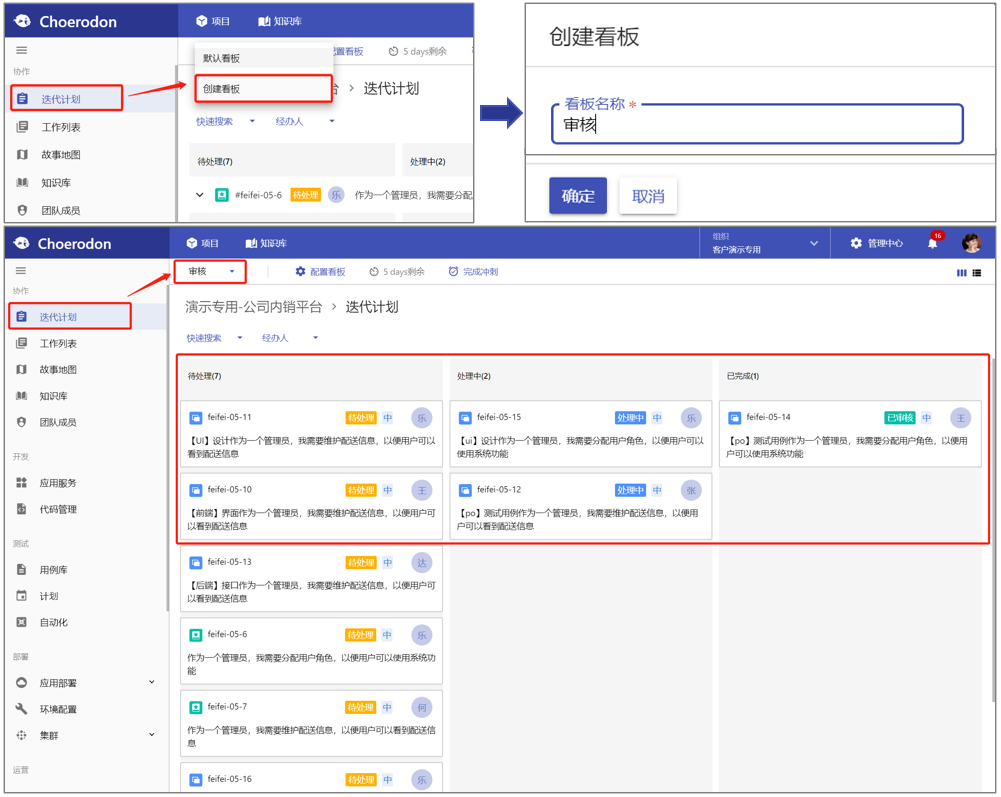 Choerodon
项目
知识库
协作
迭代计划
工作列表
故事地图
知识库
团队成员
默认看板
创建看板
置看板
5 days剩余
台 > 迭代计划
快速搜索
经办人
待处理(7)
处理中(2)
#feifei-05-6 待处理 乐 作为一个管理员，我需要分配
创建看板
看板名称 *
审核
确定
取消
Choerodon
项目
知识库
组织
客户演示专用
管理中心
16
协作
迭代计划
工作列表
故事地图
知识库
团队成员
开发
应用服务
代码管理
测试
用例库
计划
自动化
部署
应用部署
环境配置
集群
运营
审核
配置看板
5 days剩余
完成冲刺
演示专用-公司内销平台 > 迭代计划
快速搜索
经办人
待处理(7)
处理中(2)
已完成(1)
feifei-05-11 待处理 中 乐
【UI】设计作为一个管理员，我需要维护配送信息，以便用户可以
看到配送信息
feifei-05-10 待处理 中 王
【前端】界面作为一个管理员，我需要维护配送信息，以便用户可
以看到配送信息
feifei-05-13 待处理 中 达
【后端】接口作为一个管理员，我需要维护配送信息，以便用户可
以看到配送信息
feifei-05-6 待处理 中 乐
作为一个管理员，我需要分配用户角色，以便用户可以使用系统功
能
feifei-05-7 待处理 中 何
作为一个管理员，我需要维护配送信息，以便用户可以看到配送信
息
feifei-05-16 待处理 中 乐
feifei-05-15 处理中 中 乐
【ui】设计作为一个管理员，我需要分配用户角色，以便用户可以
使用系统功能
feifei-05-12 处理中 中 张
【po】测试用例作为一个管理员，我需要维护配送信息，以便用
户可以看到配送信息
feifei-05-14 已审核 中 王
【po】测试用例作为一个管理员，我需要分配用户角色，以便用
户可以使用系统功能